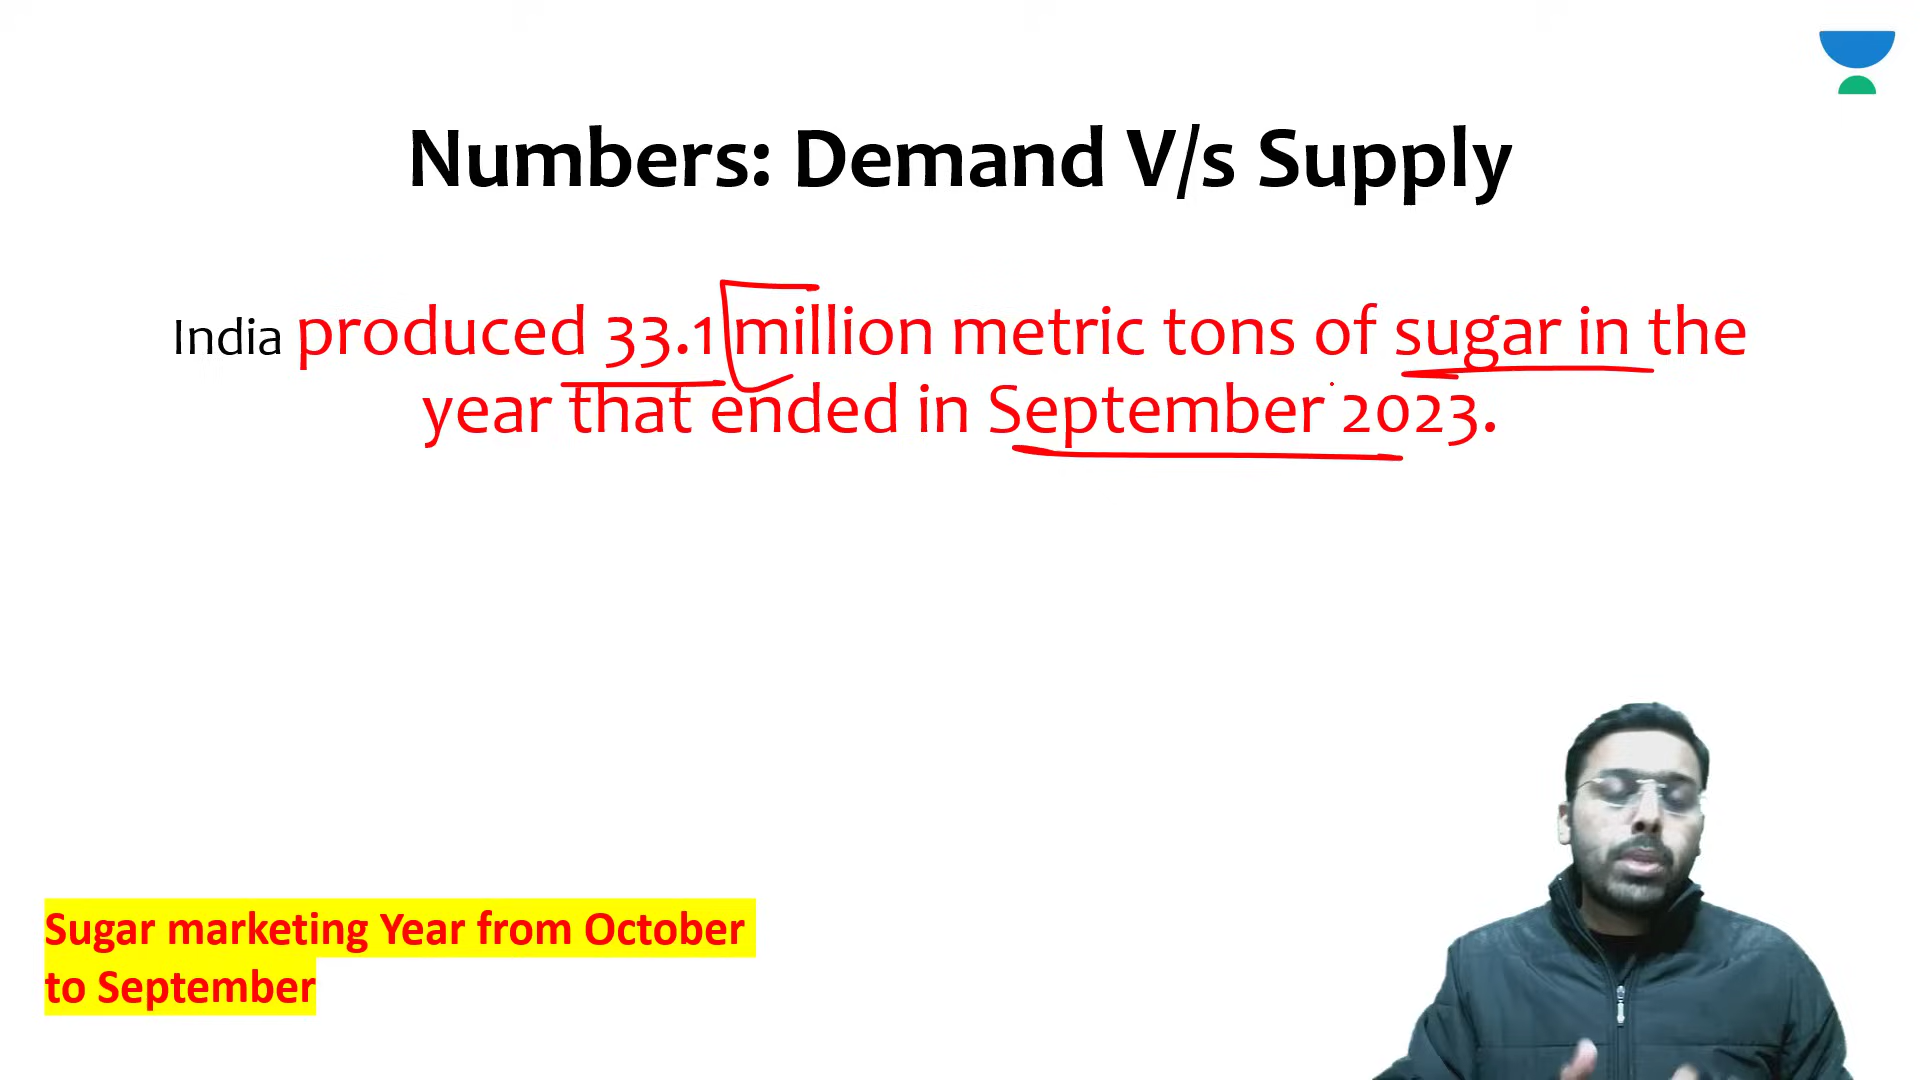 Numbers: Demand V/s Supply
India produced 33.1 million metric tons of sugar in the
year that ended in September 2023.
Sugar marketing Year from October
to September